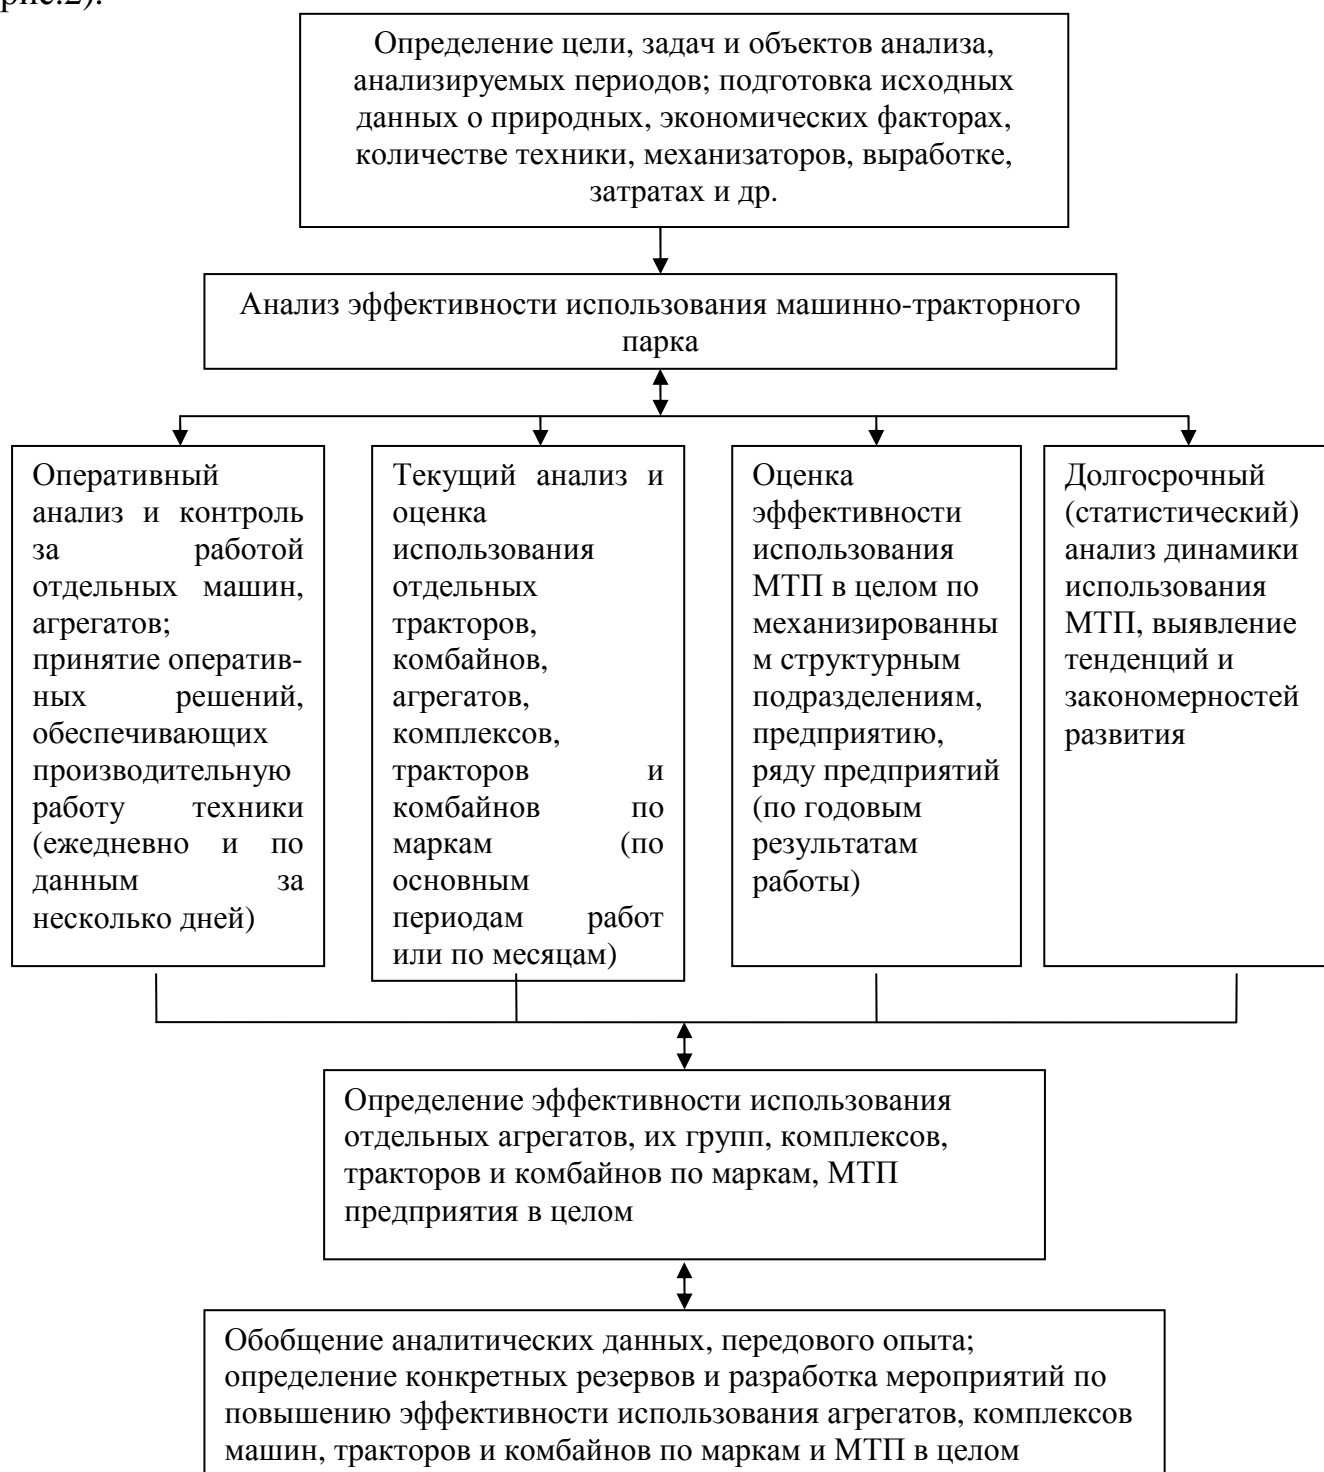 рис.2).
Определение цели, задач и объектов анализа,
анализируемых периодов; подготовка исходных
данных о природных, экономических факторах,
количестве техники, механизаторов, выработке,
затратах и др.
Анализ эффективности использования машинно-тракторного
парка
Оперативный
анализ и контроль
за работой
отдельных машин,
агрегатов;
принятие оператив-
ных решений,
обеспечивающих
производительную
работу техники
(ежедневно и по
данным за
несколько дней)
Текущий анализ и
оценка
использования
отдельных
тракторов,
комбайнов,
агрегатов,
комплексов,
тракторов и
комбайнов по
маркам (по
основным
периодам работ
или по месяцам)
Оценка
эффективности
использования
МТП в целом по
механизированны
м структурным
подразделениям,
предприятию,
ряду предприятий
(по годовым
результатам
работы)
Долгосрочный
(статистический)
анализ динамики
использования
МТП, выявление
тенденций и
закономерностей
развития
Определение эффективности использования
отдельных агрегатов, их групп, комплексов,
тракторов и комбайнов по маркам, МТП
предприятия в целом
Обобщение аналитических данных, передового опыта;
определение конкретных резервов и разработка мероприятий по
повышению эффективности использования агрегатов, комплексов
машин, тракторов и комбайнов по маркам и МТП в целом